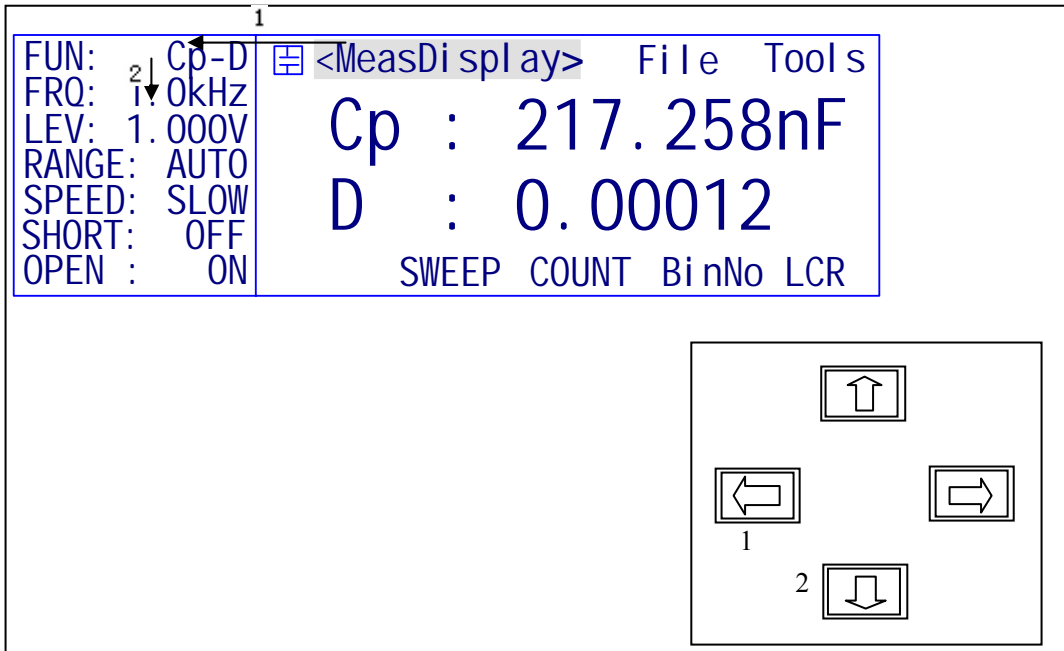 1
FUN: Cp-D
2
FRQ: 1.0kHz
LEV: 1.000V
RANGE: AUTO
SPEED: SLOW
SHORT: OFF
OPEN : ON
<MeasDisplay> File Tools
Cp : 217.258nF
D : 0.00012
SWEEP COUNT BinNo LCR
1
2